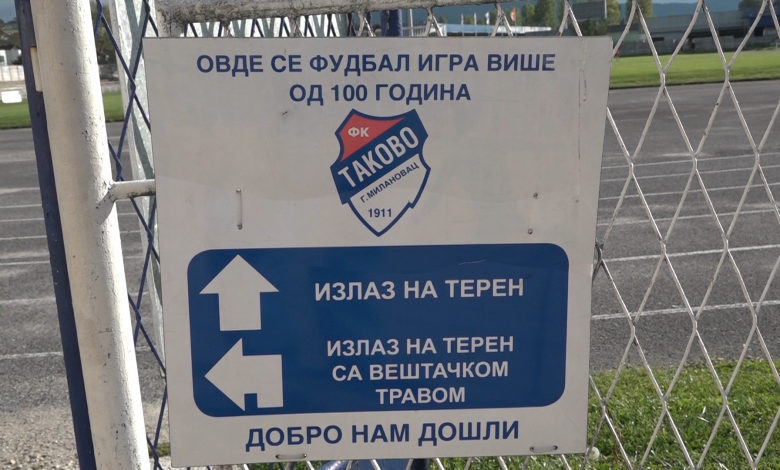 ОВДЕ СЕ ФУДБАЛ ИГРА ВИШЕ
ОД 100 ГОДИНА
ФК
ТАКОВО
Г. МИЛАНОВАЦ
1911
ИЗЛАЗ НА ТЕРЕН
ИЗЛАЗ НА ТЕРЕН
СА ВЕШТАЧКОМ
ТРАВОМ
ДОБРО НАМ ДОШЛИ